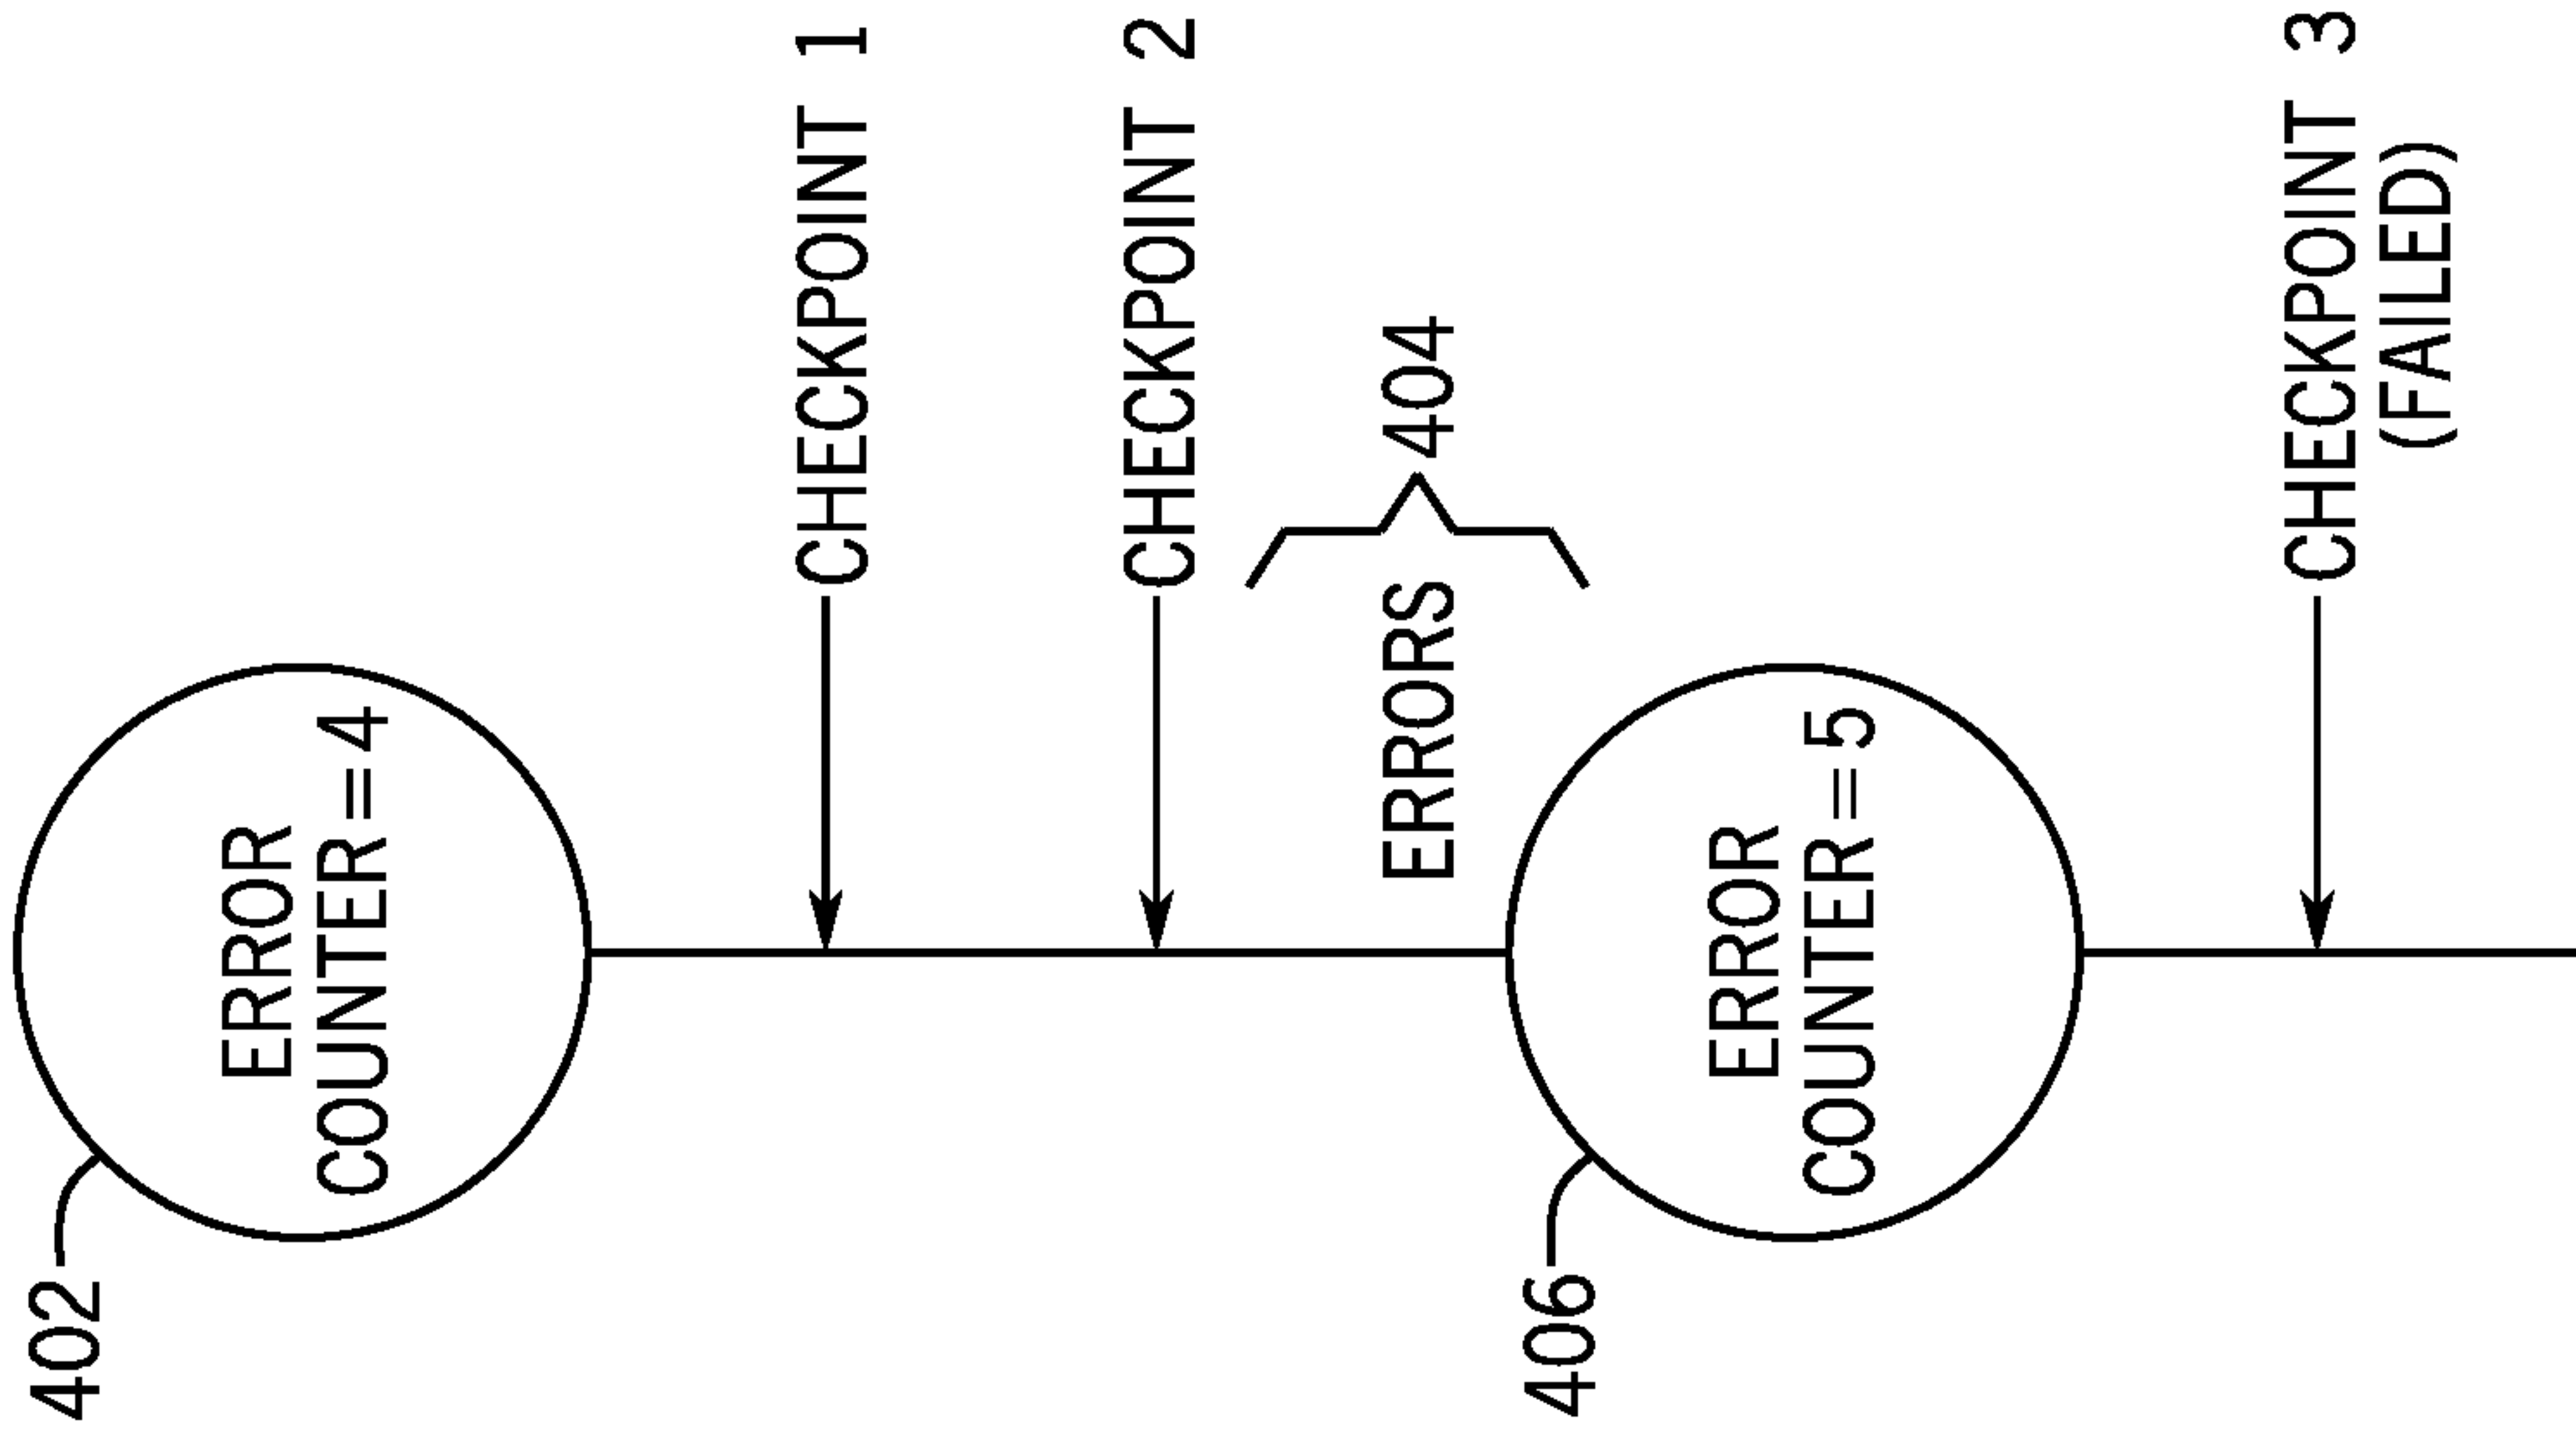 402
ERROR
COUNTER=4
CHECKPOINT 1
CHECKPOINT 2
ERRORS
404
406
ERROR
COUNTER=5
CHECKPOINT 3
(FAILED)